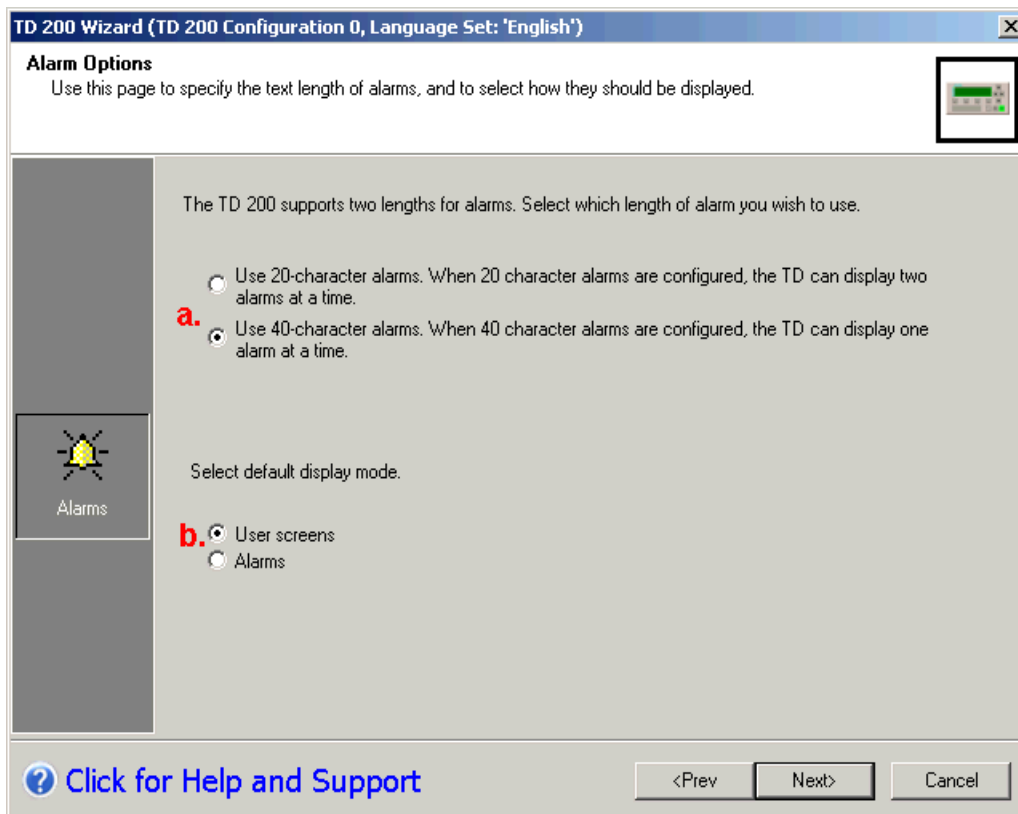 TD 200 Wizard (TD 200 Configuration 0, Language Set: 'English')
Alarm Options
Use this page to specify the text length of alarms, and to select how they should be displayed.
The TD 200 supports two lengths for alarms. Select which length of alarm you wish to use.
Use 20-character alarms. When 20 character alarms are configured, the TD can display two
alarms at a time.
a.
Use 40-character alarms. When 40 character alarms are configured, the TD can display one
alarm at a time.
Alarms
Select default display mode.
b. User screens
Alarms
Click for Help and Support
<Prev
Next>
Cancel